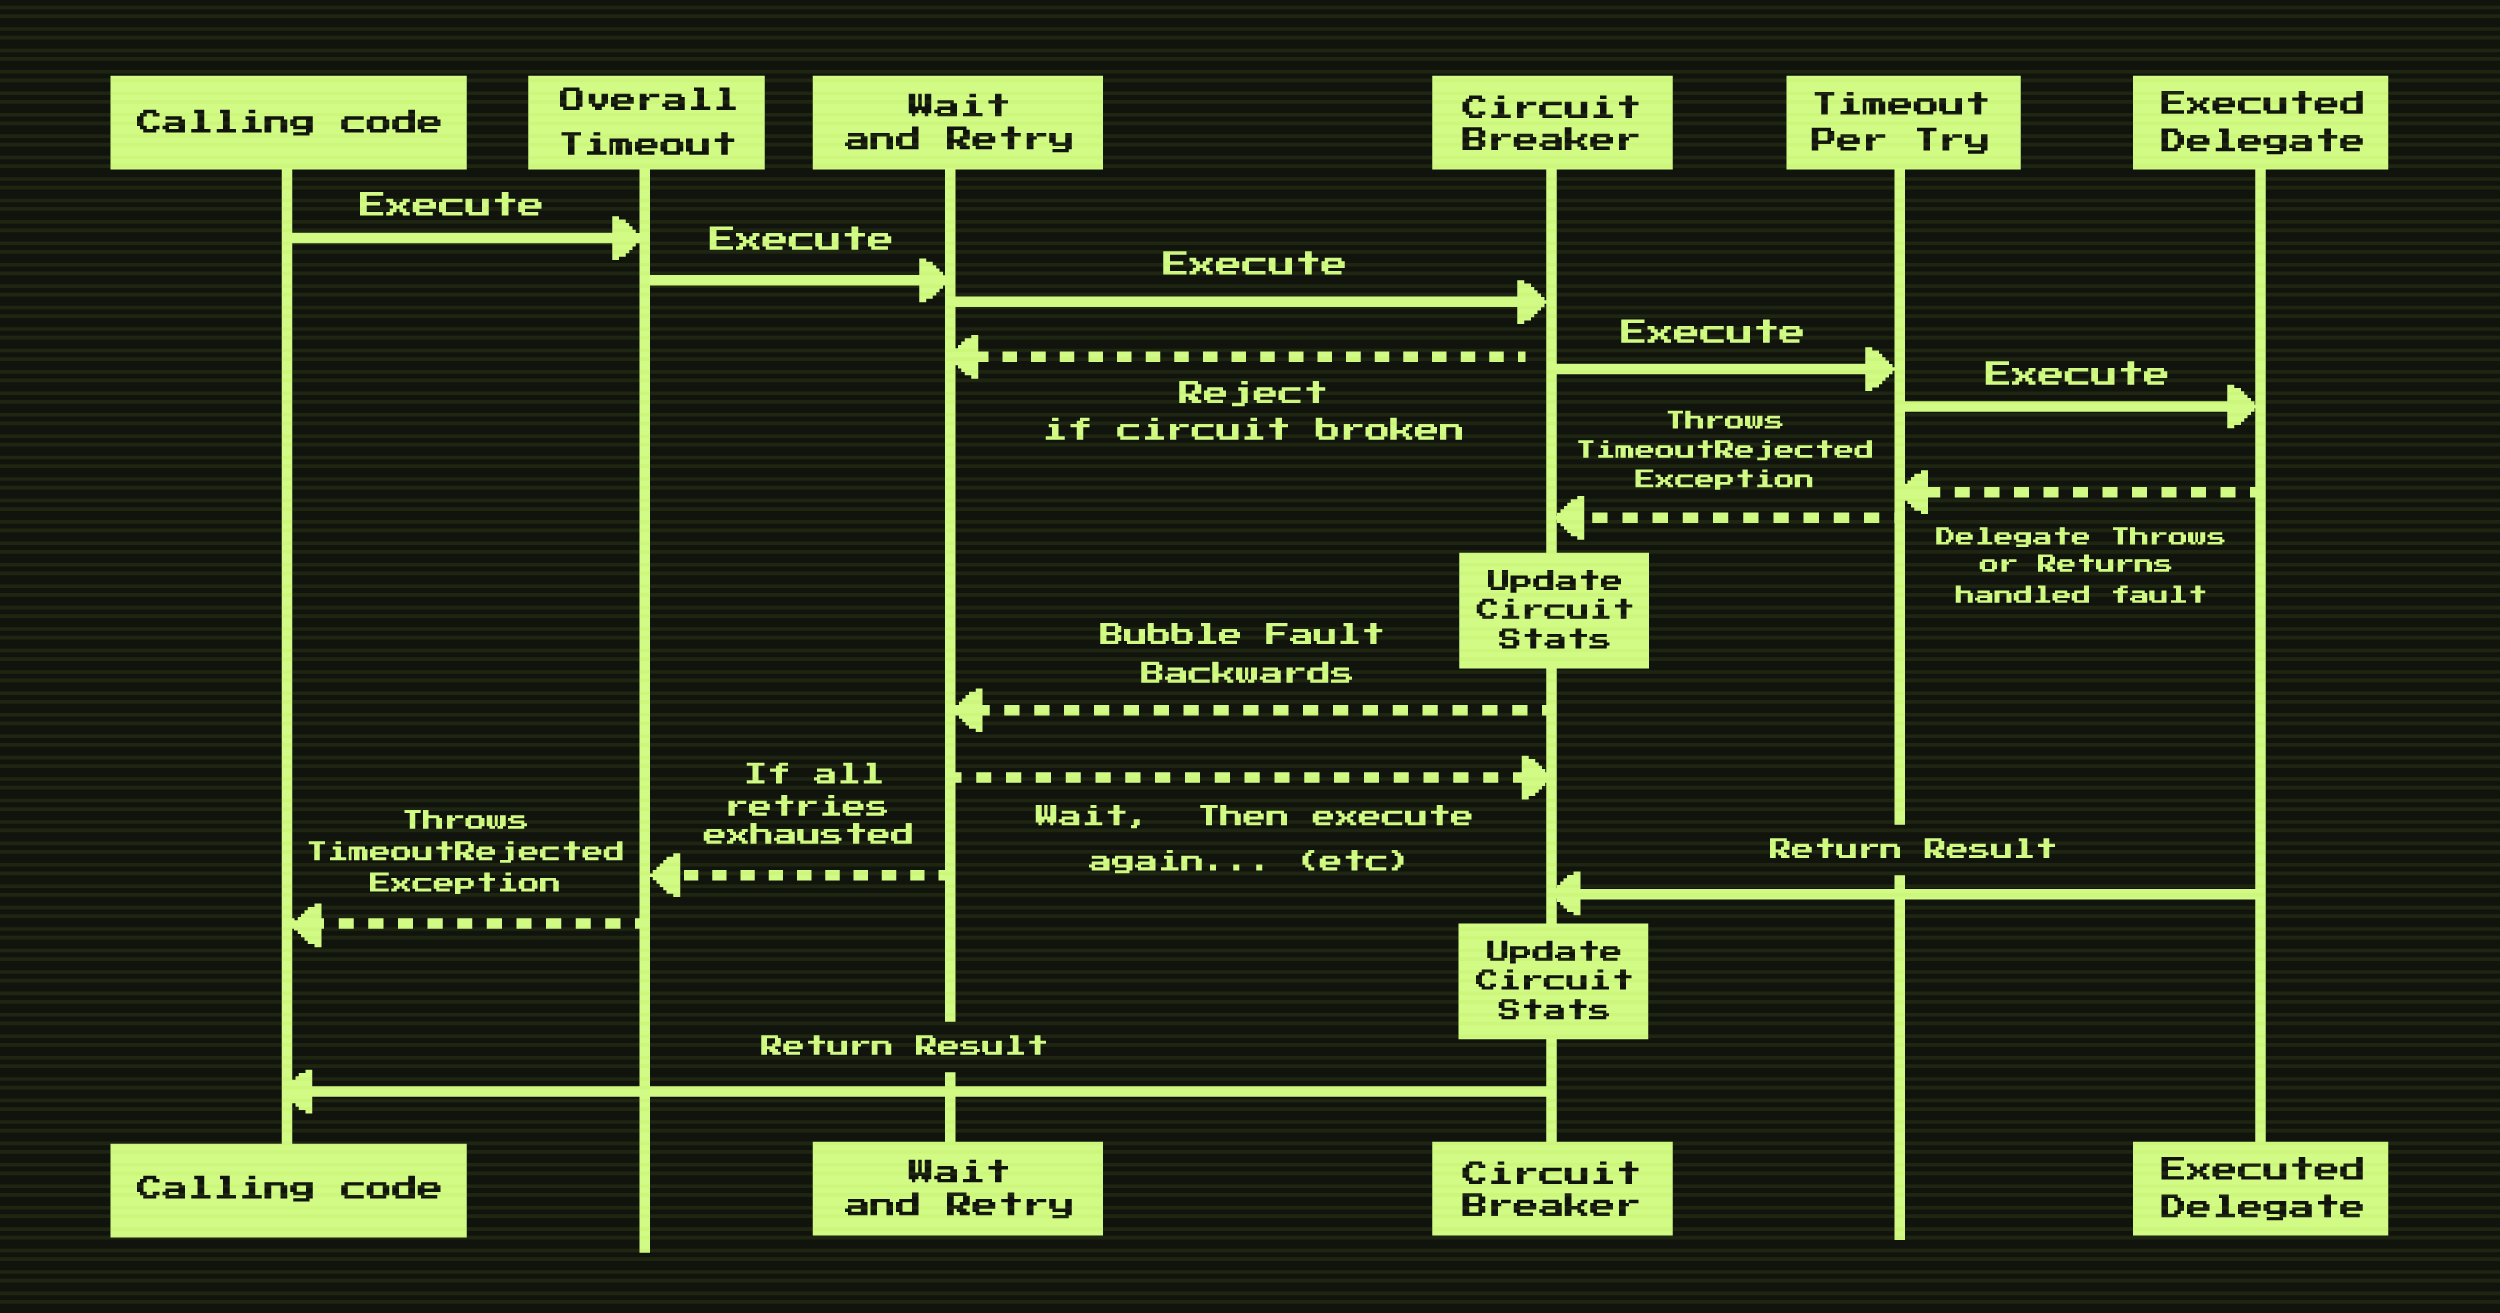 Calling code
Overall
Timeout
Wait
and Retry
Circuit
Breaker
Timeout
Per Try
Executed
Delegate
Execute
Execute
Execute
Execute
Execute
Reject
if circuit broken
Throws
TimeoutRejected
Exception
Delegate Throws
or Returns
handled fault
Update
Circuit
Stats
Bubble Fault
Backwards
If all
retries
exhausted
Wait, Then execute
again... (etc)
Throws
TimeoutRejected
Exception
Return Result
Update
Circuit
Stats
Return Result
Calling code
Wait
and Retry
Circuit
Breaker
Executed
Delegate